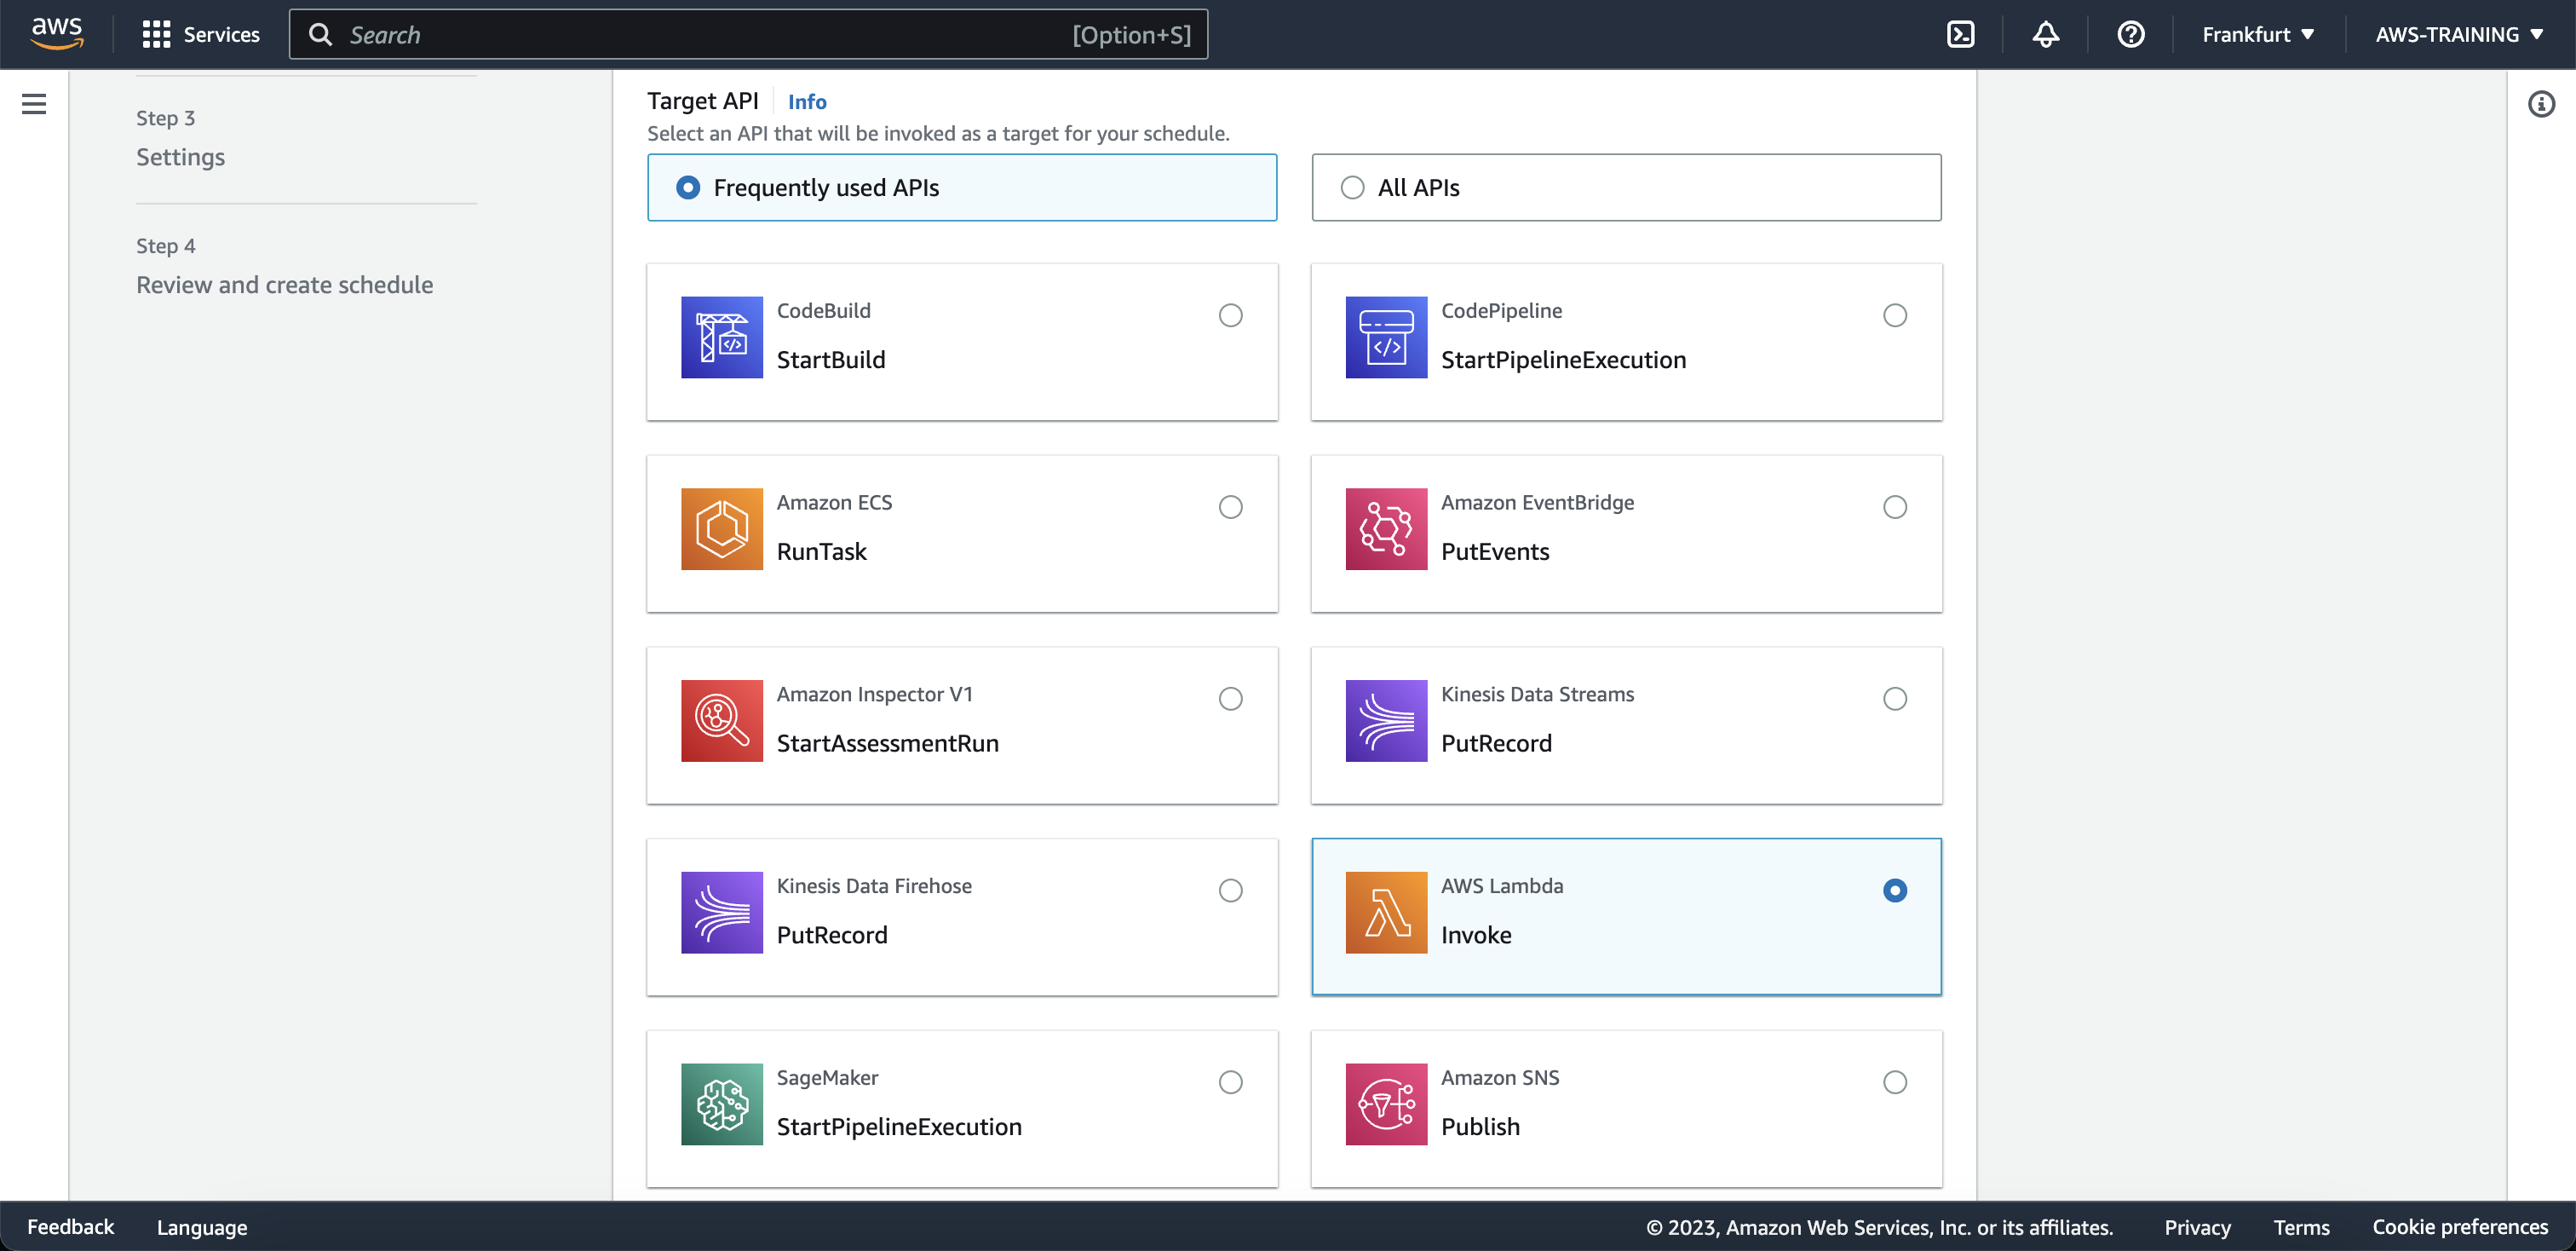 aws
Services
Search
[Option+S]
Frankfurt
AWS-TRAINING
Step 3
Settings
Step 4
Review and create schedule
Target API
Info
Select an API that will be invoked as a target for your schedule.
Frequently used APIs
All APIs
CodeBuild
StartBuild
CodePipeline
StartPipelineExecution
Amazon ECS
RunTask
Amazon EventBridge
PutEvents
Amazon Inspector V1
StartAssessmentRun
Kinesis Data Streams
PutRecord
Kinesis Data Firehose
PutRecord
AWS Lambda
Invoke
SageMaker
StartPipelineExecution
Amazon SNS
Publish
Feedback
Language
© 2023, Amazon Web Services, Inc. or its affiliates.
Privacy
Terms
Cookie preferences